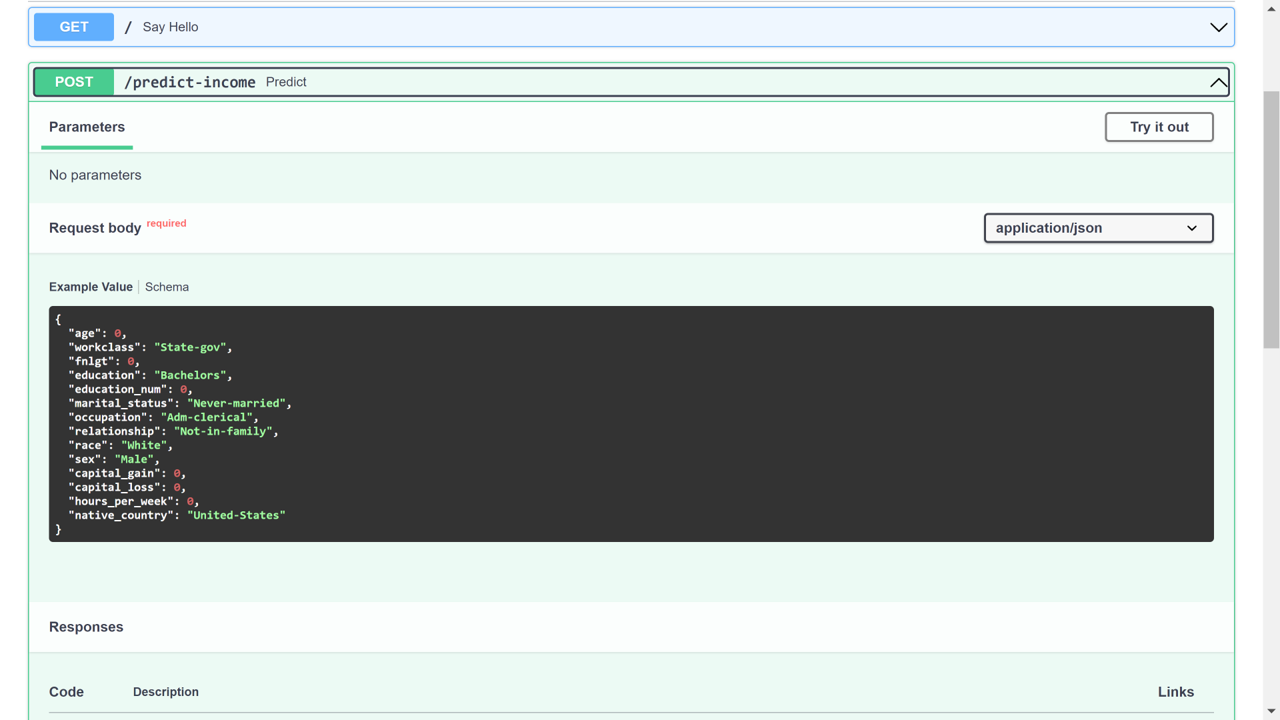 GET / Say Hello
POST /predict-income Predict
Parameters Try it out
No parameters
Request body required application/json
Example Value Schema
{
"age": 0,
"workclass": "State-gov",
"fnlgt": 0,
"education": "Bachelors",
"education_num": 0,
"marital_status": "Never-married",
"occupation": "Adm-clerical",
"relationship": "Not-in-family",
"race": "White",
"sex": "Male",
"capital_gain": 0,
"capital_loss": 0,
"hours_per_week": 0,
"native_country": "United-States"
}
Responses
Code Description Links